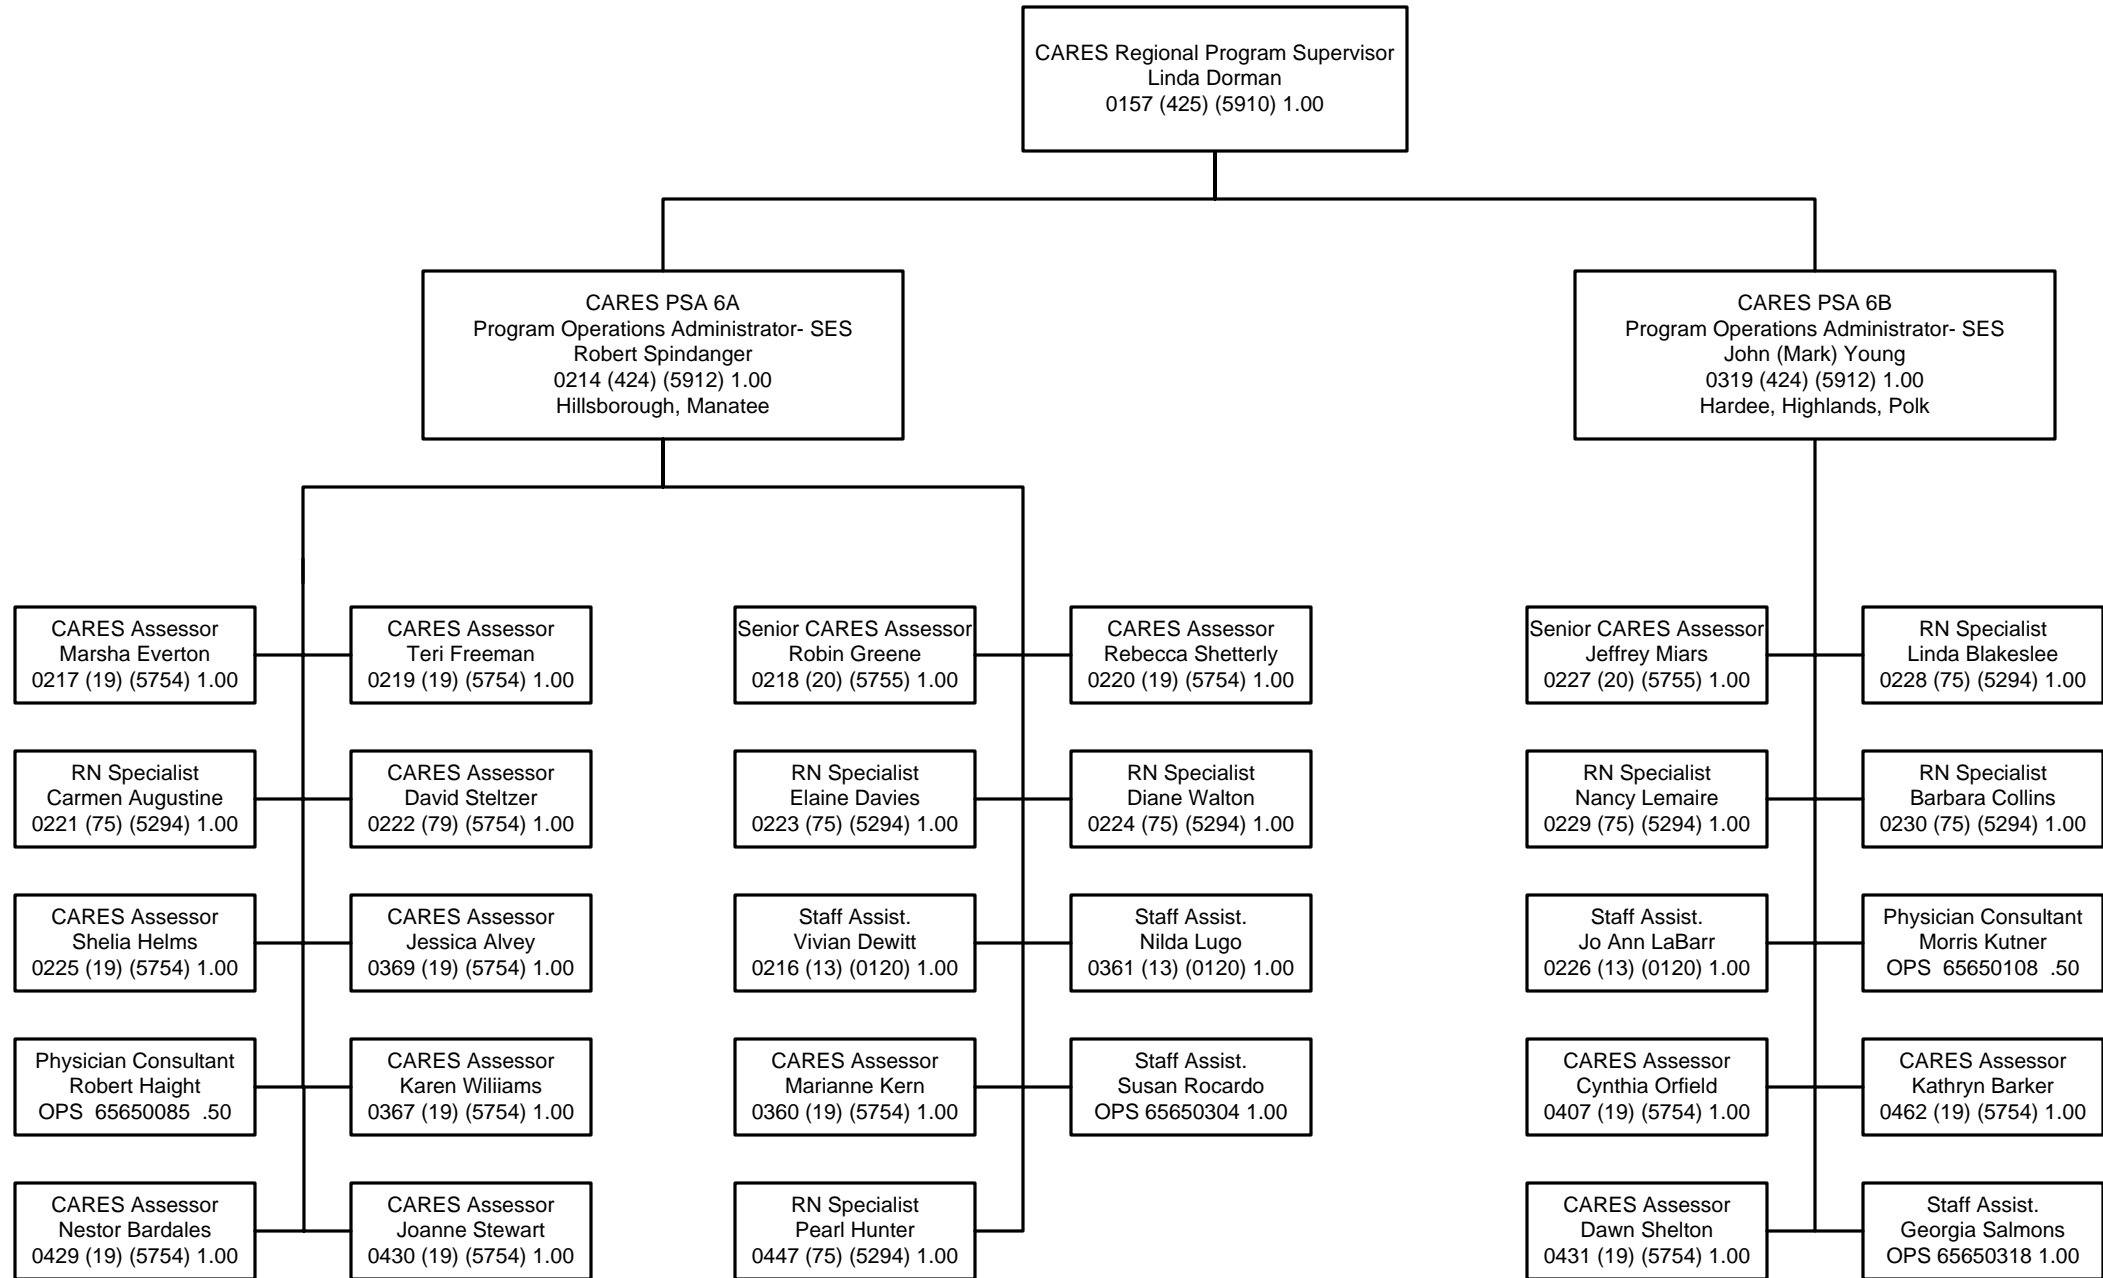 CARES Regional Program Supervisor
Linda Dorman
0157 (425) (5910) 1.00
CARES PSA 6A
Program Operations Administrator- SES
Robert Spindanger
0214 (424) (5912) 1.00
Hillsborough, Manatee
CARES PSA 6B
Program Operations Administrator- SES
John (Mark) Young
0319 (424) (5912) 1.00
Hardee, Highlands, Polk
CARES Assessor
Marsha Everton
0217 (19) (5754) 1.00
CARES Assessor
Teri Freeman
0219 (19) (5754) 1.00
Senior CARES Assessor
Robin Greene
0218 (20) (5755) 1.00
CARES Assessor
Rebecca Shetterly
0220 (19) (5754) 1.00
Senior CARES Assessor
Jeffrey Miars
0227 (20) (5755) 1.00
RN Specialist
Linda Blakeslee
0228 (75) (5294) 1.00
RN Specialist
Carmen Augustine
0221 (75) (5294) 1.00
CARES Assessor
David Steltzer
0222 (79) (5754) 1.00
RN Specialist
Elaine Davies
0223 (75) (5294) 1.00
RN Specialist
Diane Walton
0224 (75) (5294) 1.00
RN Specialist
Nancy Lemaire
0229 (75) (5294) 1.00
RN Specialist
Barbara Collins
0230 (75) (5294) 1.00
CARES Assessor
Shelia Helms
0225 (19) (5754) 1.00
CARES Assessor
Jessica Alvey
0369 (19) (5754) 1.00
Staff Assist.
Vivian Dewitt
0216 (13) (0120) 1.00
Staff Assist.
Nilda Lugo
0361 (13) (0120) 1.00
Staff Assist.
Jo Ann LaBarr
0226 (13) (0120) 1.00
Physician Consultant
Morris Kutner
OPS  65650108  .50
Physician Consultant
Robert Haight
OPS  65650085  .50
CARES Assessor
Karen Wiliiams
0367 (19) (5754) 1.00
CARES Assessor
Marianne Kern
0360 (19) (5754) 1.00
Staff Assist.
Susan Rocardo
OPS 65650304 1.00
CARES Assessor
Cynthia Orfield
0407 (19) (5754) 1.00
CARES Assessor
Kathryn Barker
0462 (19) (5754) 1.00
CARES Assessor
Nestor Bardales
0429 (19) (5754) 1.00
CARES Assessor
Joanne Stewart
0430 (19) (5754) 1.00
RN Specialist
Pearl Hunter
0447 (75) (5294) 1.00
CARES Assessor
Dawn Shelton
0431 (19) (5754) 1.00
Staff Assist.
Georgia Salmons
OPS 65650318 1.00